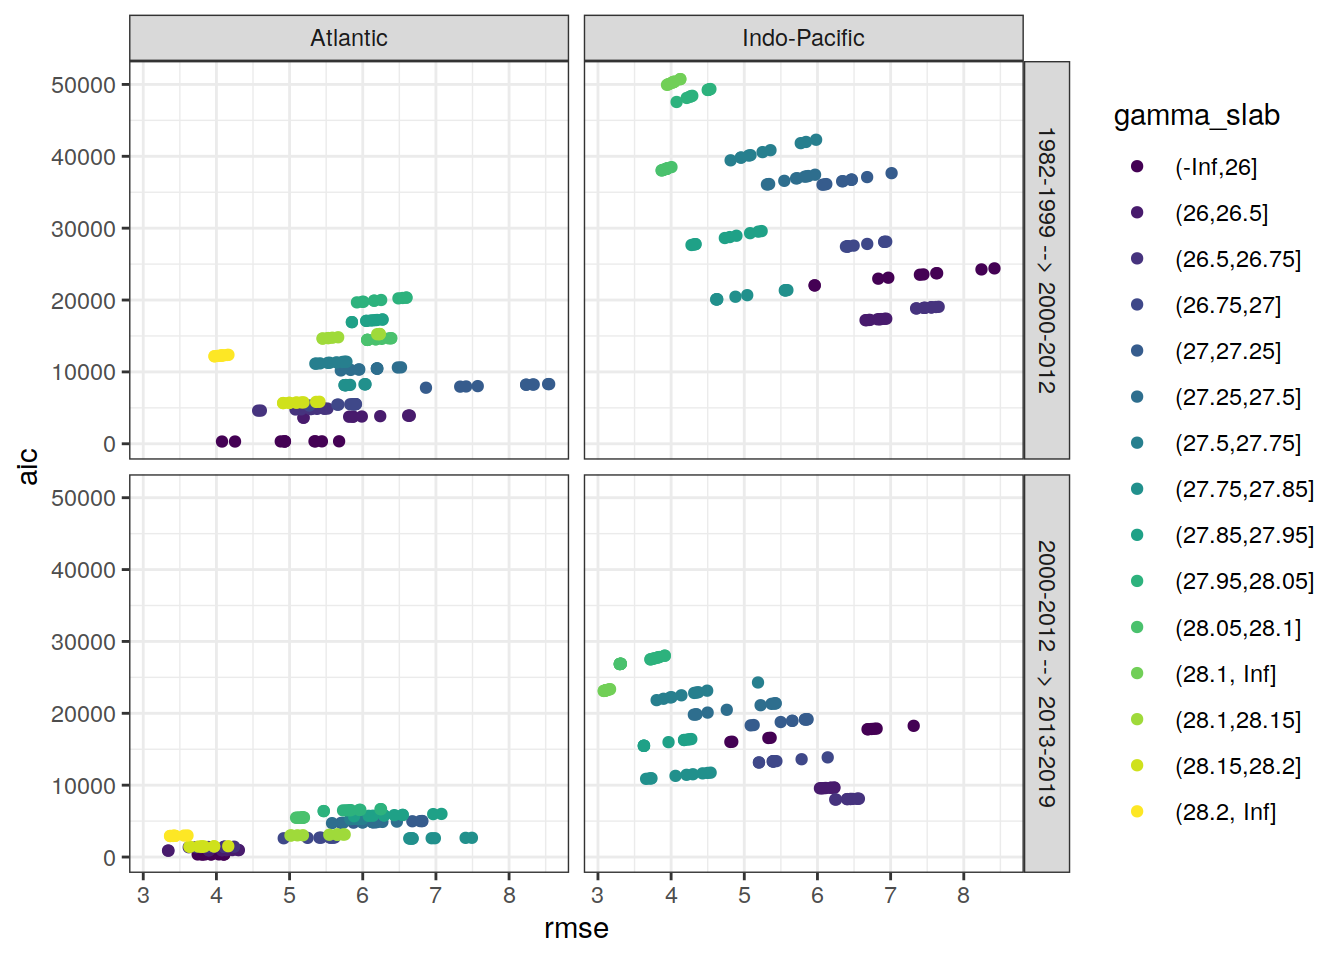 Atlantic
Indo-Pacific
50000
40000
30000
20000
10000
0
1982-1999 --> 2000-2012
50000
40000
30000
20000
10000
0
2000-2012 --> 2013-2019
3 4 5 6 7 8
3 4 5 6 7 8
rmse
aic
gamma_slab
(-Inf,26]
(26,26.5]
(26.5,26.75]
(26.75,27]
(27,27.25]
(27.25,27.5]
(27.5,27.75]
(27.75,27.85]
(27.85,27.95]
(27.95,28.05]
(28.05,28.1]
(28.1, Inf]
(28.1,28.15]
(28.15,28.2]
(28.2, Inf]